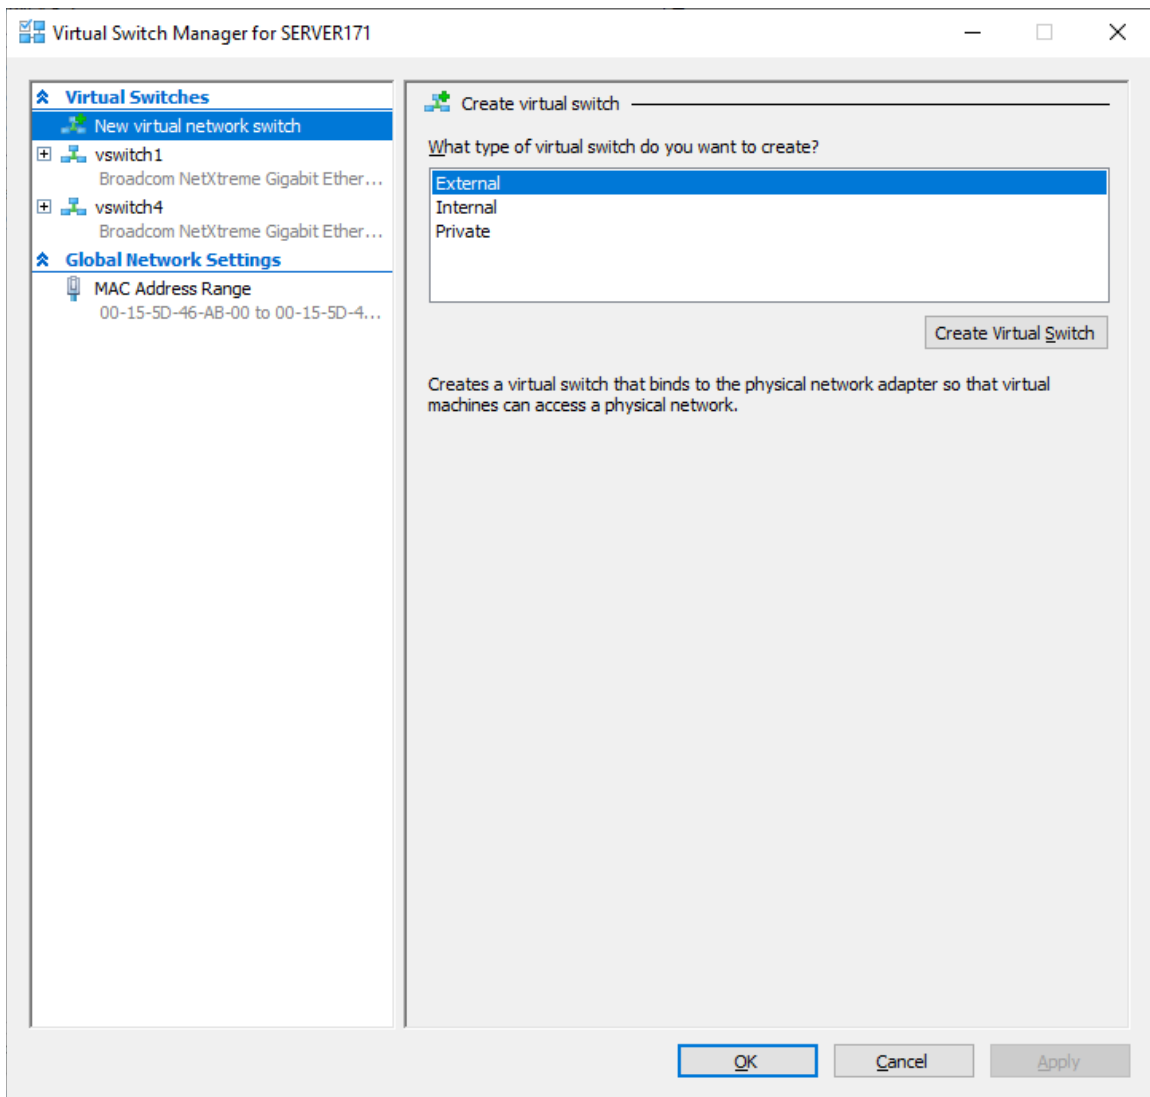 Virtual Switch Manager for SERVER171
Virtual Switches
New virtual network switch
vswitch1
Broadcom NetXtreme Gigabit Ether...
vswitch4
Broadcom NetXtreme Gigabit Ether...
Global Network Settings
MAC Address Range
00-15-5D-46-AB-00 to 00-15-5D-4...
Create virtual switch
What type of virtual switch do you want to create?
External
Internal
Private
Create Virtual Switch
Creates a virtual switch that binds to the physical network adapter so that virtual
machines can access a physical network.
OK
Cancel
Apply